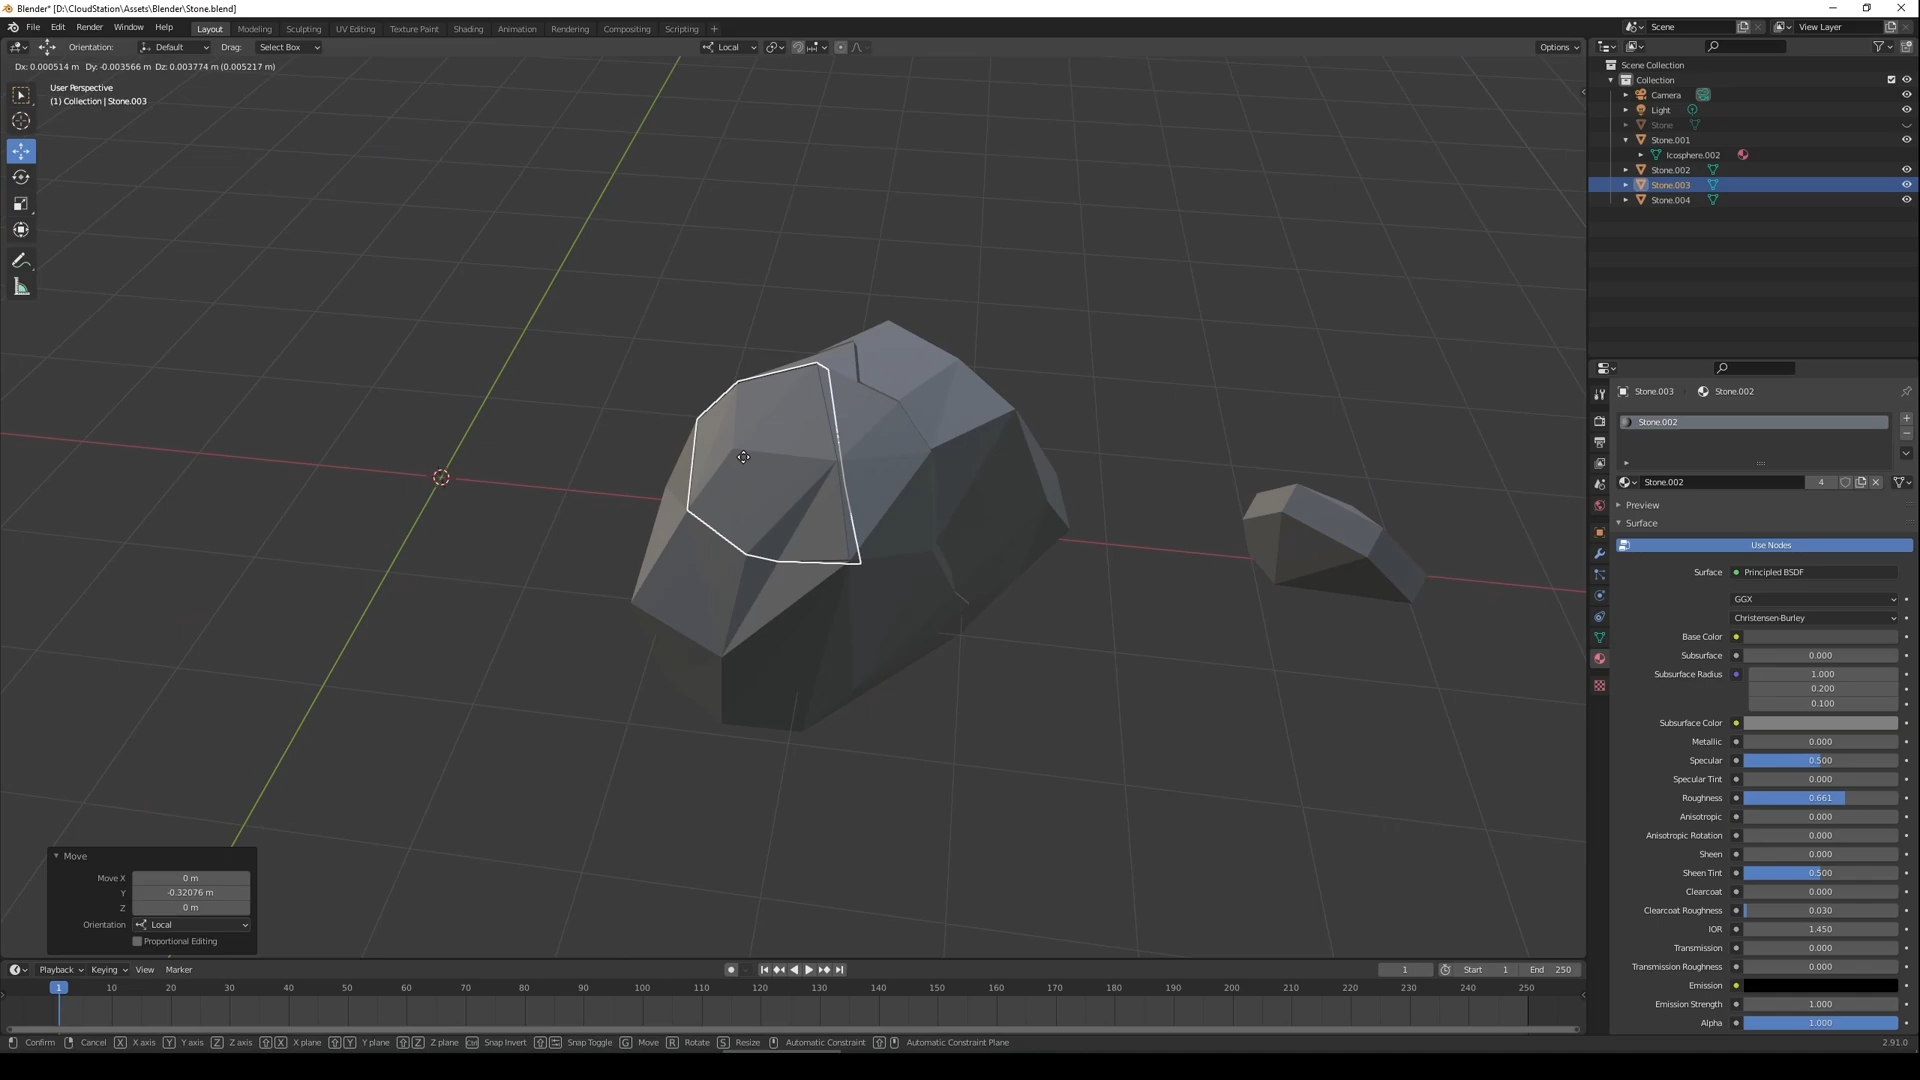 Blender* [D:\CloudStation\Assets\Blender\Stone.blend]
File Edit Render Window Help
Layout Modeling Sculpting UV Editing Texture Paint Shading Animation Rendering Compositing Scripting +
Scene
View Layer
Orientation: Default Drag: Select Box
Local
Options
Dx: 0.000514 m Dy: -0.003566 m Dz: 0.003774 m (0.005217 m)
User Perspective
(1) Collection | Stone.003
Scene Collection
Collection
Camera
Light
Stone
Stone.001
Icosphere.002
Stone.002
Stone.003
Stone.004
Stone.003 Stone.002
Stone.002
Stone.002 4
Preview
Surface
Use Nodes
Surface Principled BSDF
GGX
Christensen-Burley
Base Color
Subsurface 0.000
Subsurface Radius 1.000
0.200
0.100
Subsurface Color
Metallic 0.000
Specular 0.500
Specular Tint 0.000
Roughness 0.661
Anisotropic 0.000
Anisotropic Rotation 0.000
Sheen 0.000
Sheen Tint 0.500
Clearcoat 0.000
Clearcoat Roughness 0.030
IOR 1.450
Transmission 0.000
Transmission Roughness 0.000
Emission
Emission Strength 1.000
Alpha 1.000
Move
Move X 0 m
Y -0.32076 m
Z 0 m
Orientation Local
Proportional Editing
Playback Keying View Marker
1 Start 1 End 250
1 10 20 30 40 50 60 70 80 90 100 110 120 130 140 150 160 170 180 190 200 210 220 230 240 250
Confirm Cancel X X axis Y Y axis Z Z axis X X plane Y Y plane Z Z plane Ctrl Snap Invert Snap Toggle G Move R Rotate S Resize Automatic Constraint Automatic Constraint Plane
2.91.0